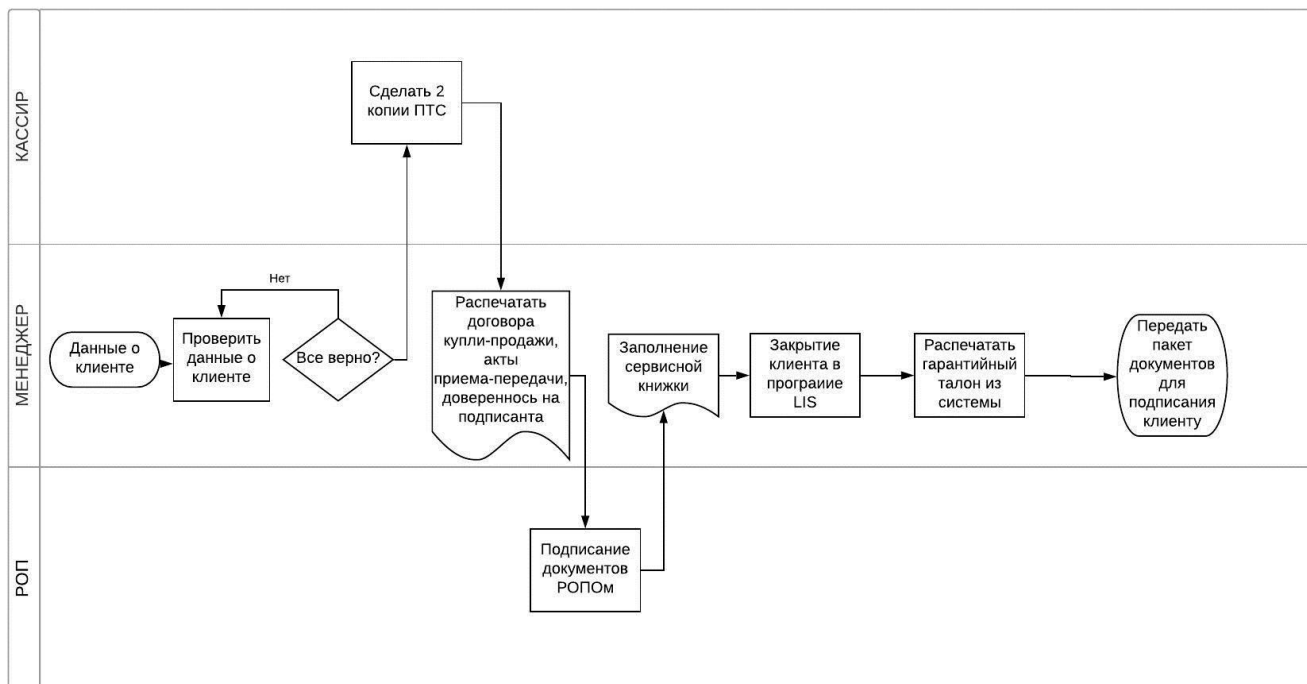 КАССИР
Сделать 2
копии ПТС
МЕНЕДЖЕР
Данные о
клиенте
Нет
Проверить
данные о
клиенте
Все верно?
Распечатать
договора
купли-продажи,
акты
приема-передачи,
довереннось на
подписанта
Заполнение
сервисной
книжки
Закрытие
клиента в
програиие
LIS
Распечатать
гарантийный
талон из
системы
Передать
пакет
документов
для
подписания
клиенту
РОП
Подписание
документов
РОПОм